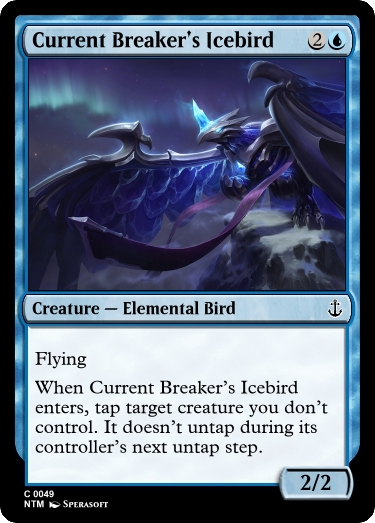 Current Breaker's Icebird 2
Creature — Elemental Bird
Flying
When Current Breaker's Icebird
enters, tap target creature you don't
control. It doesn't untap during its
controller's next untap step.
2/2
C 0049
NTM Sperasoft